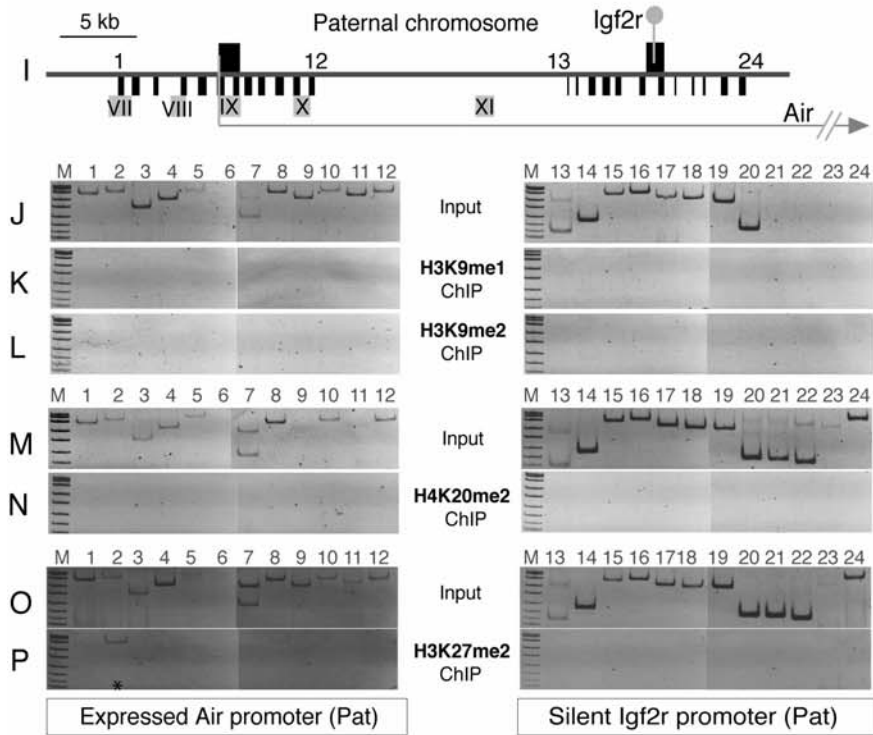 5 kb
Paternal chromosome
Igf2r
I
1 12 13 24
VII VIII IX X XI
Air
M 1 2 3 4 5 6 7 8 9 10 11 12
M 13 14 15 16 17 18 19 20 21 22 23 24
J
Input
K
H3K9me1
ChIP
L
H3K9me2
ChIP
M 1 2 3 4 5 6 7 8 9 10 11 12
M 13 14 15 16 17 18 19 20 21 22 23 24
M
Input
N
H4K20me2
ChIP
M 1 2 3 4 5 6 7 8 9 10 11 12
M 13 14 15 16 17 18 19 20 21 22 23 24
O
Input
P
H3K27me2
ChIP
*
Expressed Air promoter (Pat)
Silent Igf2r promoter (Pat)